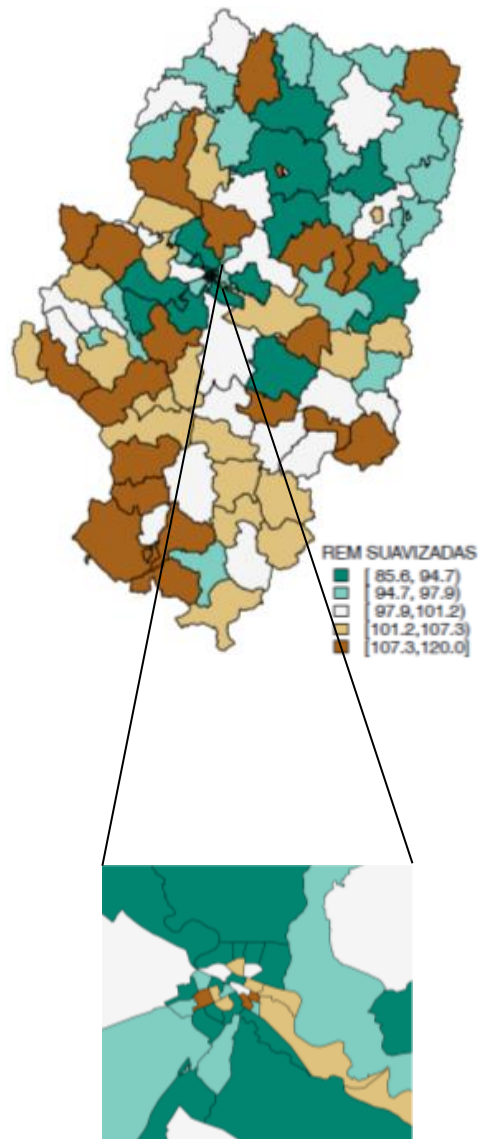 REM SUAVIZADAS
[ 85.6, 94.7)
[ 94.7, 97.9)
[ 97.9,101.2)
[101.2,107.3)
[107.3,120.0]